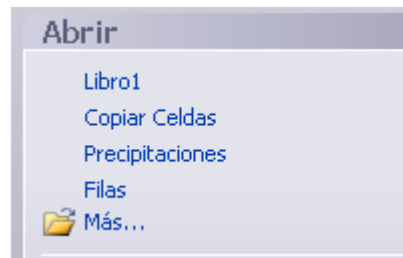 Abrir
Libro1
Copiar Celdas
Precipitaciones
Filas
Más...